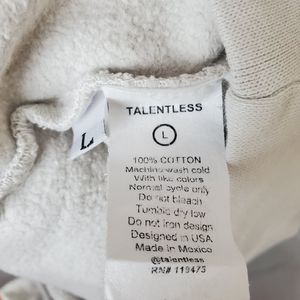 TALENTLESS
L
L
100% COTTON
Machine wash cold
With like colors
Normal cycle only
Do not bleach
Tumble dry low
Do not iron design
Designed in USA
Made in Mexico
@talentless
RN# 119473